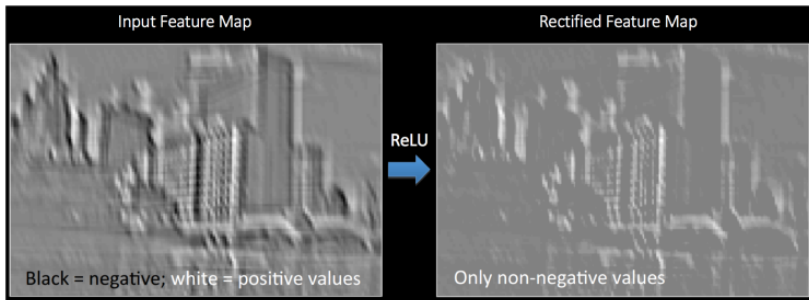 Input Feature Map
Rectified Feature Map
ReLU
Black = negative; white = positive values
Only non-negative values